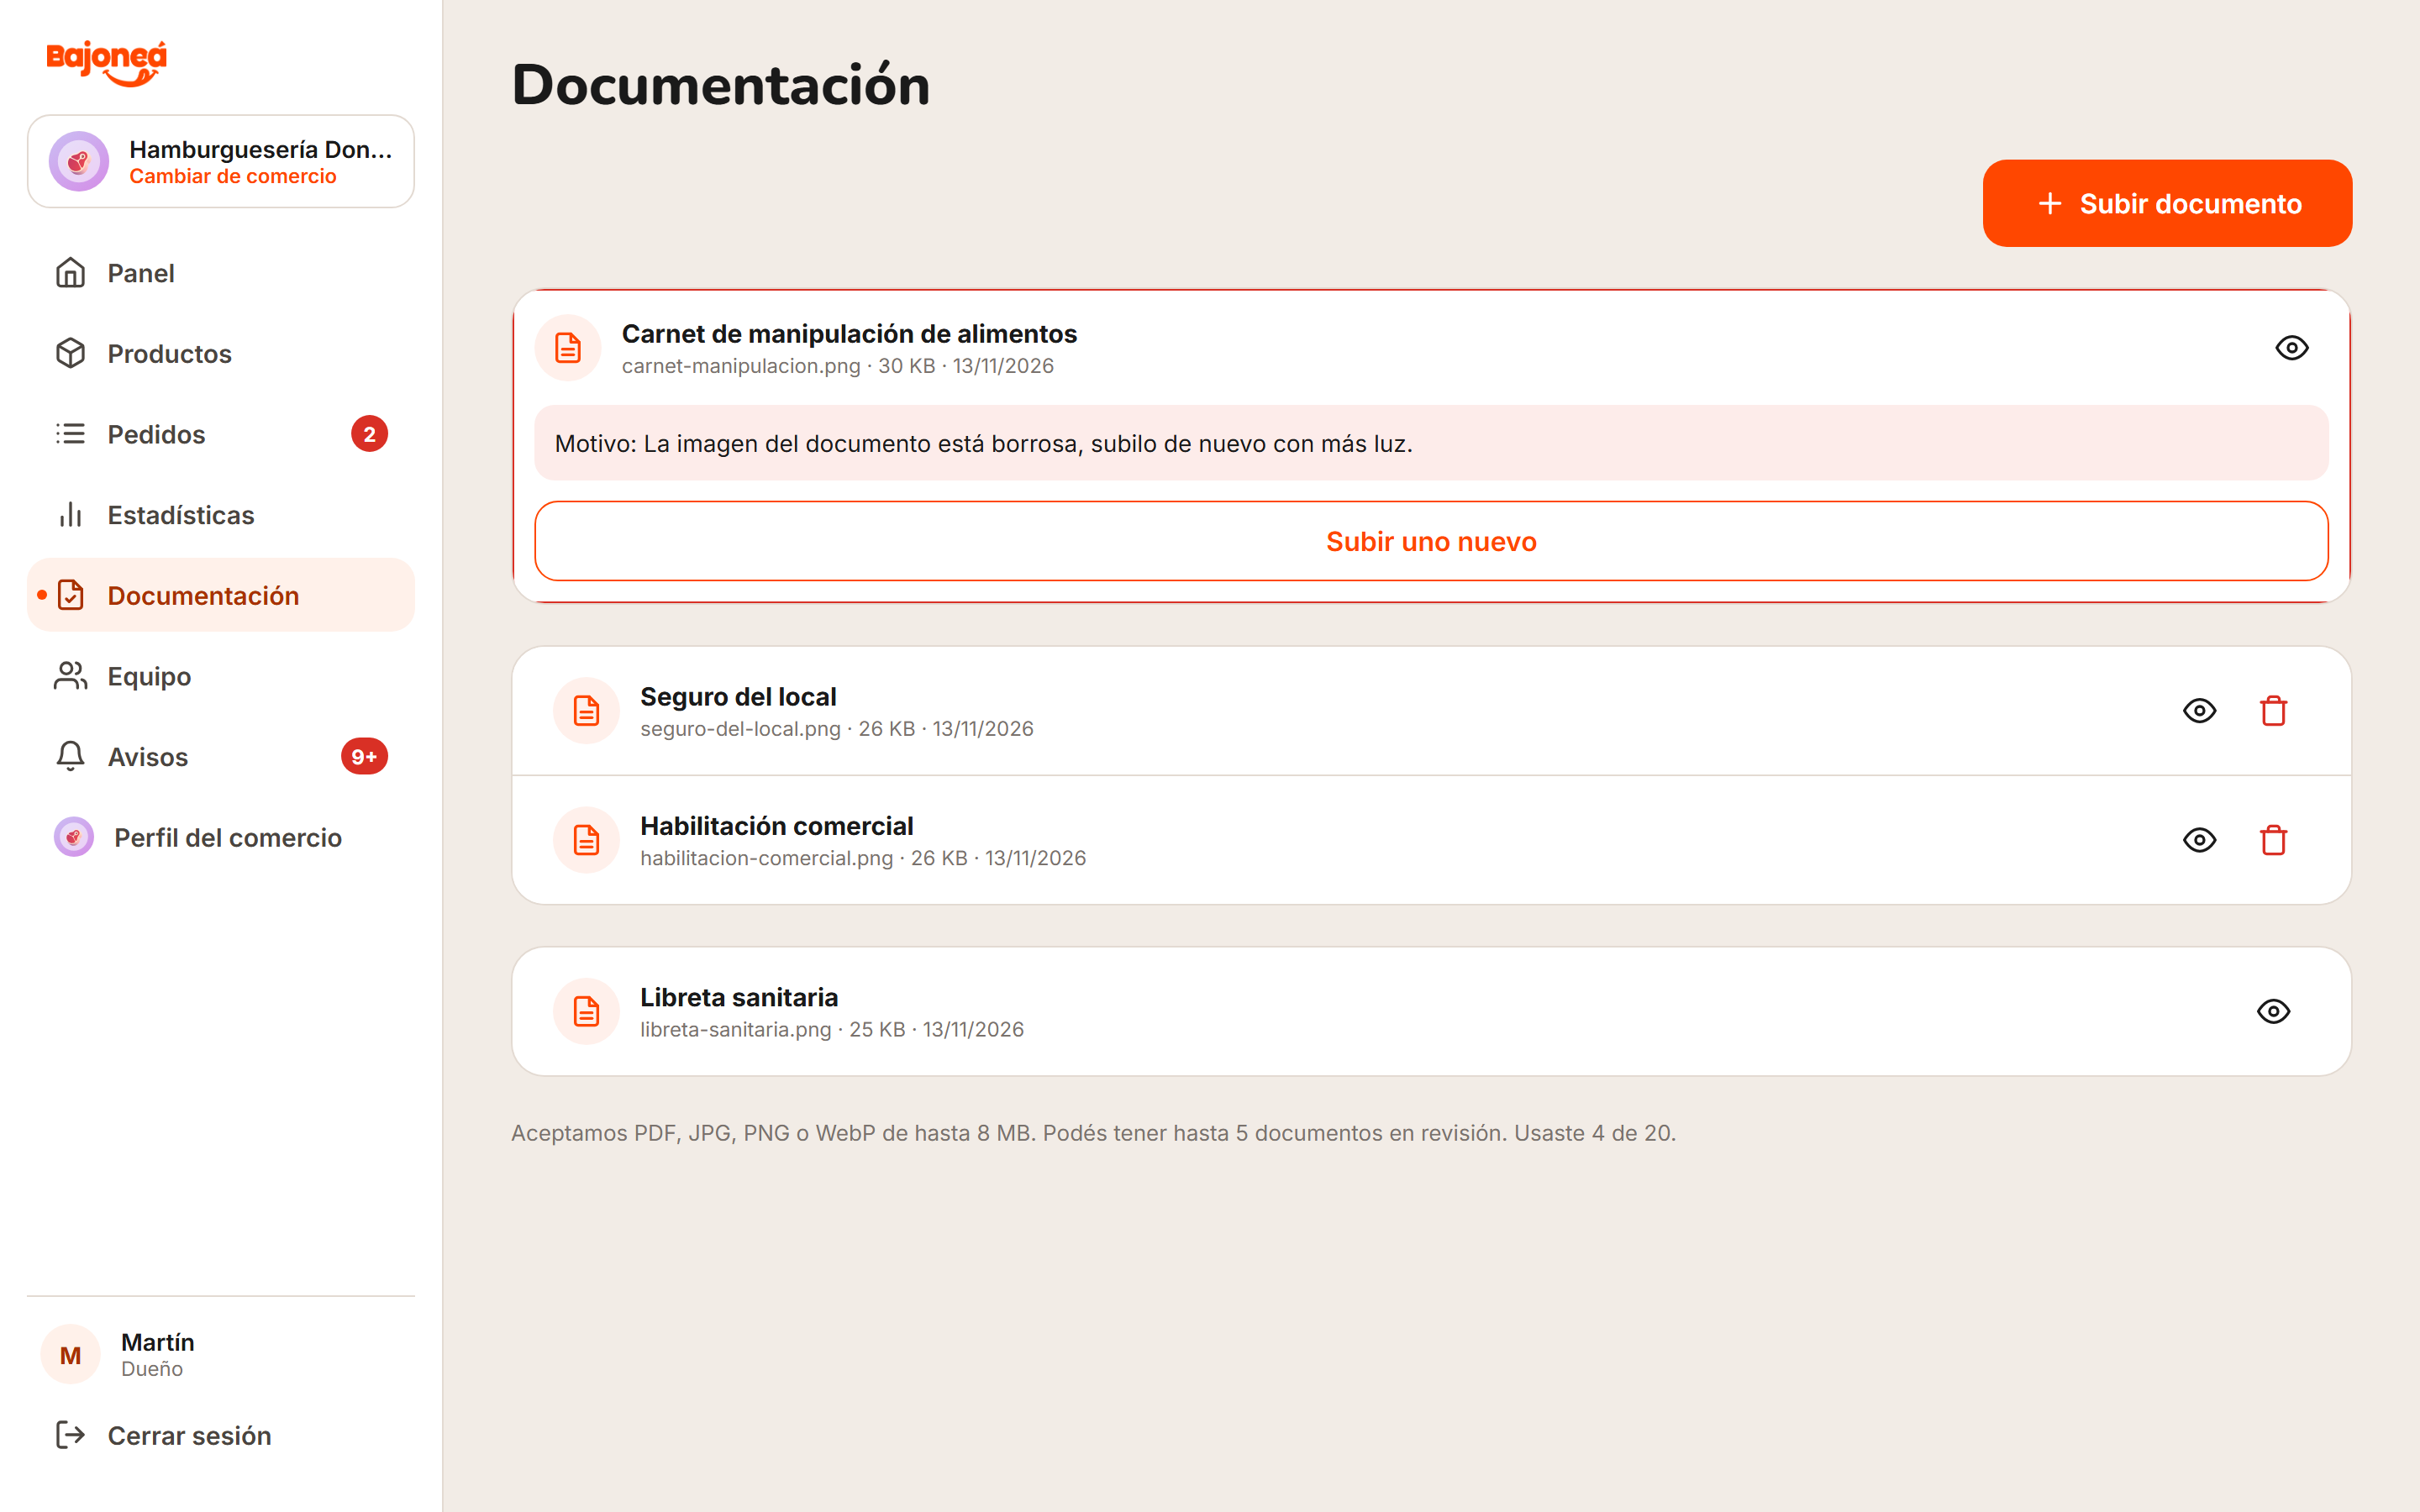 Bajoneá
Hamburguesería Don...
Cambiar de comercio
Panel
Productos
Pedidos
2
Estadísticas
Documentación
Equipo
Avisos
9+
Perfil del comercio
M
Martín
Dueño
Cerrar sesión
Documentación
Subir documento
Carnet de manipulación de alimentos
carnet-manipulacion.png · 30 KB · 13/11/2026
Motivo: La imagen del documento está borrosa, subilo de nuevo con más luz.
Subir uno nuevo
Seguro del local
seguro-del-local.png · 26 KB · 13/11/2026
Habilitación comercial
habilitacion-comercial.png · 26 KB · 13/11/2026
Libreta sanitaria
libreta-sanitaria.png · 25 KB · 13/11/2026
Aceptamos PDF, JPG, PNG o WebP de hasta 8 MB. Podés tener hasta 5 documentos en revisión. Usaste 4 de 20.